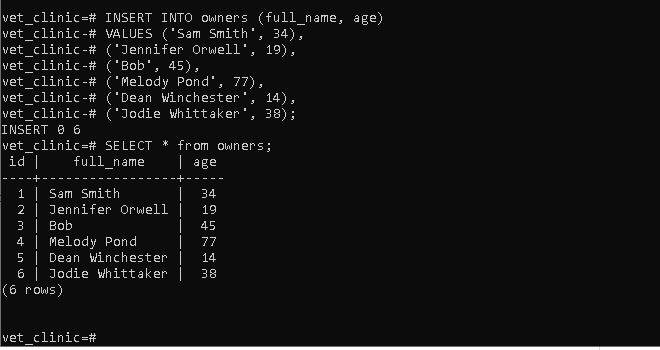 vet_clinic=# INSERT INTO owners (full_name, age)
vet_clinic-# VALUES ('Sam Smith', 34),
vet_clinic-# ('Jennifer Orwell', 19),
vet_clinic-# ('Bob', 45),
vet_clinic-# ('Melody Pond', 77),
vet_clinic-# ('Dean Winchester', 14),
vet_clinic-# ('Jodie Whittaker', 38);
INSERT 0 6
vet_clinic=# SELECT * from owners;
 id |    full_name    | age
----+-----------------+-----
  1 | Sam Smith       |  34
  2 | Jennifer Orwell |  19
  3 | Bob             |  45
  4 | Melody Pond     |  77
  5 | Dean Winchester |  14
  6 | Jodie Whittaker |  38
(6 rows)
vet_clinic=#